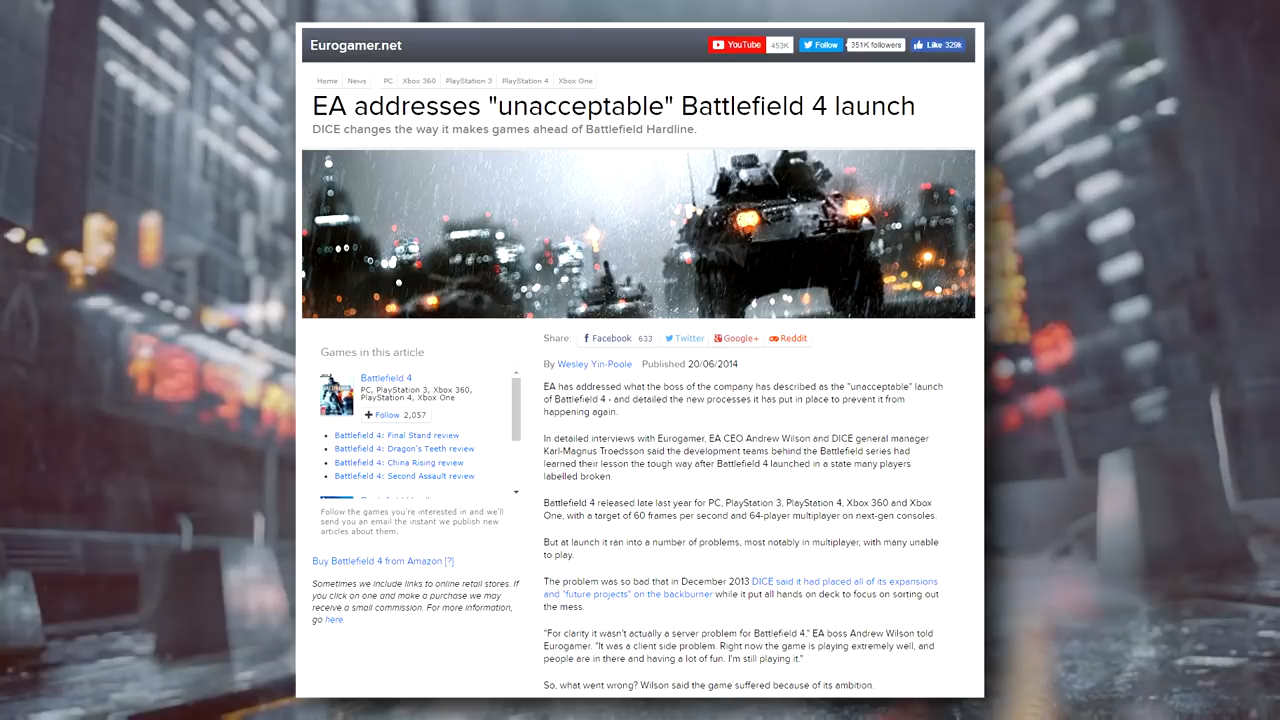 Eurogamer.net
YouTube 453K Follow 351K followers Like 329k
Home News PC Xbox 360 PlayStation 3 PlayStation 4 Xbox One
EA addresses "unacceptable" Battlefield 4 launch
DICE changes the way it makes games ahead of Battlefield Hardline.
Share: Facebook 633 Twitter Google+ Reddit
Games in this article
Battlefield 4
PC, PlayStation 3, Xbox 360,
PlayStation 4, Xbox One
Follow 2,057
Battlefield 4: Final Stand review
Battlefield 4: Dragon's Teeth review
Battlefield 4: China Rising review
Battlefield 4: Second Assault review
Follow the games you're interested in and we'll
send you an email the instant we publish new
articles about them.
Buy Battlefield 4 from Amazon [?]
Sometimes we include links to online retail stores. If
you click on one and make a purchase we may
receive a small commission. For more information,
go here.
By Wesley Yin-Poole Published 20/06/2014
EA has addressed what the boss of the company has described as the "unacceptable" launch
of Battlefield 4 - and detailed the new processes it has put in place to prevent it from
happening again.
In detailed interviews with Eurogamer, EA CEO Andrew Wilson and DICE general manager
Karl-Magnus Troedsson said the development teams behind the Battlefield series had
learned their lesson the tough way after Battlefield 4 launched in a state many players
labelled broken.
Battlefield 4 released late last year for PC, PlayStation 3, PlayStation 4, Xbox 360 and Xbox
One, with a target of 60 frames per second and 64-player multiplayer on next-gen consoles.
But at launch it ran into a number of problems, most notably in multiplayer, with many unable
to play.
The problem was so bad that in December 2013 DICE said it had placed all of its expansions
and "future projects" on the backburner while it put all hands on deck to focus on sorting out
the mess.
"For clarity it wasn't actually a server problem for Battlefield 4," EA boss Andrew Wilson told
Eurogamer. "It was a client side problem. Right now the game is playing extremely well, and
people are in there and having a lot of fun. I'm still playing it."
So, what went wrong? Wilson said the game suffered because of its ambition.